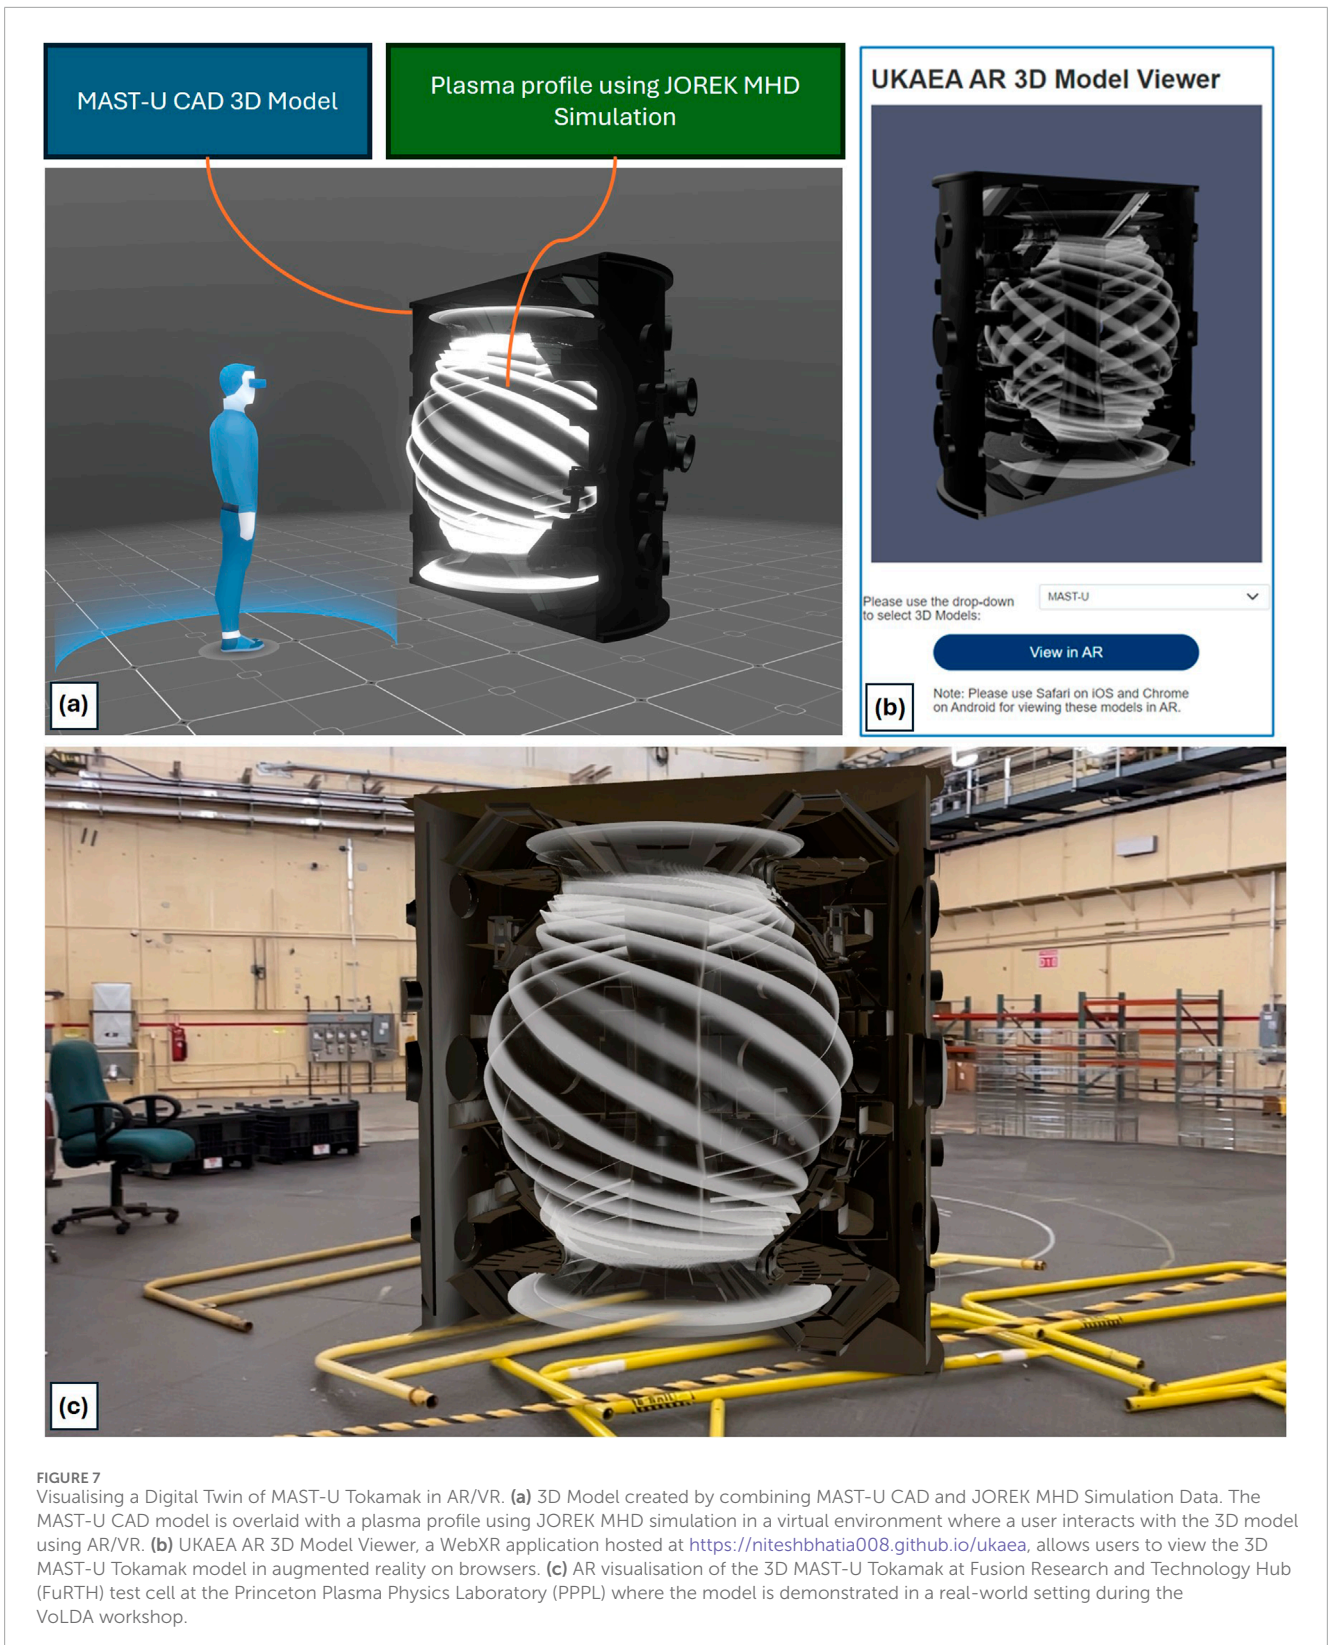 MAST-U CAD 3D Model
Plasma profile using JOREK MHD
Simulation
(a)
UKAEA AR 3D Model Viewer
Please use the drop-down
to select 3D Models:
MAST-U
View in AR
Note: Please use Safari on iOS and Chrome
on Android for viewing these models in AR.
(b)
(c)
FIGURE 7
Visualising a Digital Twin of MAST-U Tokamak in AR/VR. (a) 3D Model created by combining MAST-U CAD and JOREK MHD Simulation Data. The
MAST-U CAD model is overlaid with a plasma profile using JOREK MHD simulation in a virtual environment where a user interacts with the 3D model
using AR/VR. (b) UKAEA AR 3D Model Viewer, a WebXR application hosted at https://niteshbhatia008.github.io/ukaea, allows users to view the 3D
MAST-U Tokamak model in augmented reality on browsers. (c) AR visualisation of the 3D MAST-U Tokamak at Fusion Research and Technology Hub
(FuRTH) test cell at the Princeton Plasma Physics Laboratory (PPPL) where the model is demonstrated in a real-world setting during the
VoLDA workshop.